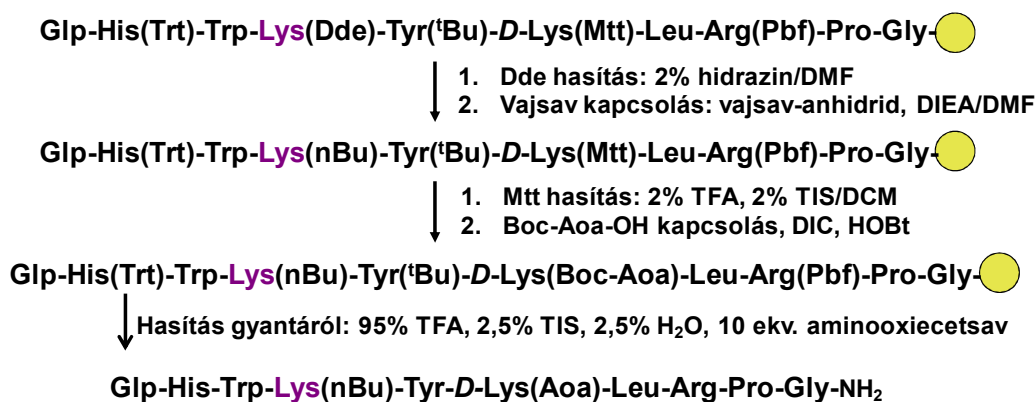 Glp-His(Trt)-Trp-Lys(Dde)-Tyr(ᵗBu)-D-Lys(Mtt)-Leu-Arg(Pbf)-Pro-Gly-
1. Dde hasítás: 2% hidrazin/DMF
2. Vajsav kapcsolás: vajsav-anhidrid, DIEA/DMF
Glp-His(Trt)-Trp-Lys(nBu)-Tyr(ᵗBu)-D-Lys(Mtt)-Leu-Arg(Pbf)-Pro-Gly-
1. Mtt hasítás: 2% TFA, 2% TIS/DCM
2. Boc-Aoa-OH kapcsolás, DIC, HOBt
Glp-His(Trt)-Trp-Lys(nBu)-Tyr(ᵗBu)-D-Lys(Boc-Aoa)-Leu-Arg(Pbf)-Pro-Gly-
Hasítás gyantáról: 95% TFA, 2,5% TIS, 2,5% H₂O, 10 ekv. aminooxiecetsav
Glp-His-Trp-Lys(nBu)-Tyr-D-Lys(Aoa)-Leu-Arg-Pro-Gly-NH₂